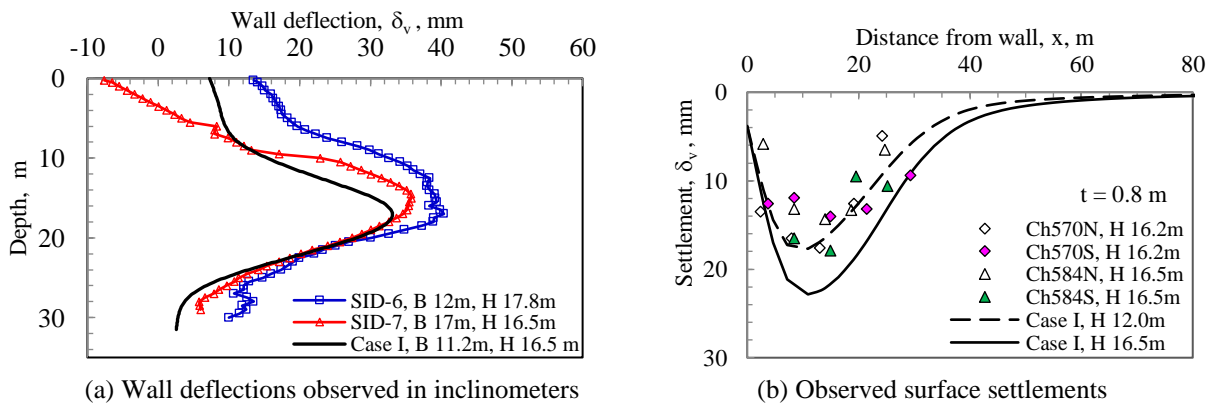 Wall deflection, δv, mm
-10 0 10 20 30 40 50 60
0
10
20
30
Depth, m
SID-6, B 12m, H 17.8m
SID-7, B 17m, H 16.5m
Case I, B 11.2m, H 16.5 m
(a) Wall deflections observed in inclinometers
Distance from wall, x, m
0 20 40 60 80
0
10
20
30
Settlement, δv, mm
t = 0.8 m
Ch570N, H 16.2m
Ch570S, H 16.2m
Ch584N, H 16.5m
Ch584S, H 16.5m
Case I, H 12.0m
Case I, H 16.5m
(b) Observed surface settlements